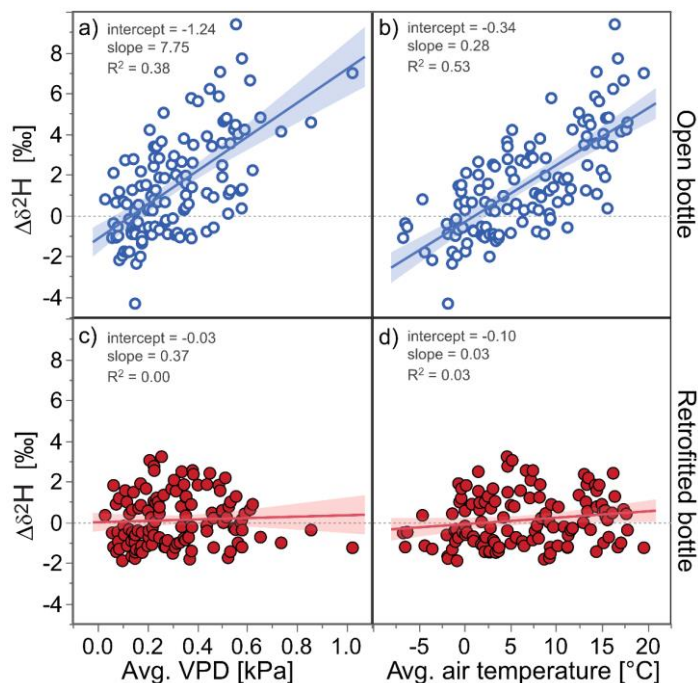 a)
intercept = -1.24
slope = 7.75
R² = 0.38
b)
intercept = -0.34
slope = 0.28
R² = 0.53
8
6
4
2
0
-2
-4
Δδ²H [‰]
Open bottle
c)
intercept = -0.03
slope = 0.37
R² = 0.00
d)
intercept = -0.10
slope = 0.03
R² = 0.03
8
6
4
2
0
-2
-4
Δδ²H [‰]
Retrofitted bottle
0.0 0.2 0.4 0.6 0.8 1.0
-5 0 5 10 15 20
Avg. VPD [kPa]
Avg. air temperature [°C]